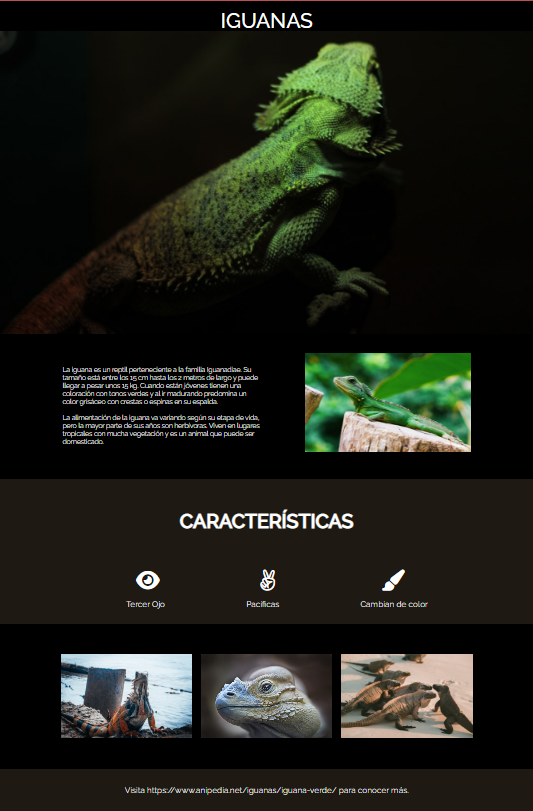 IGUANAS
La iguana es un reptil perteneciente a la familia Iguanadiae. Su
tamaño está entre los 15 cm hasta los 2 metros de largo y puede
llegar a pesar unos 15 kg. Cuando están jóvenes tienen una
coloración con tonos verdes y al ir madurando predomina un
color grisáceo con crestas o espinas en su espalda.
La alimentación de la iguana va variando según su etapa de vida,
pero la mayor parte de sus años son herbívoras. Viven en lugares
tropicales con mucha vegetación y es un animal que puede ser
domesticado.
CARACTERÍSTICAS
Tercer Ojo
Pacificas
Cambian de color
Visita https://www.anipedia.net/iguanas/iguana-verde/ para conocer más.